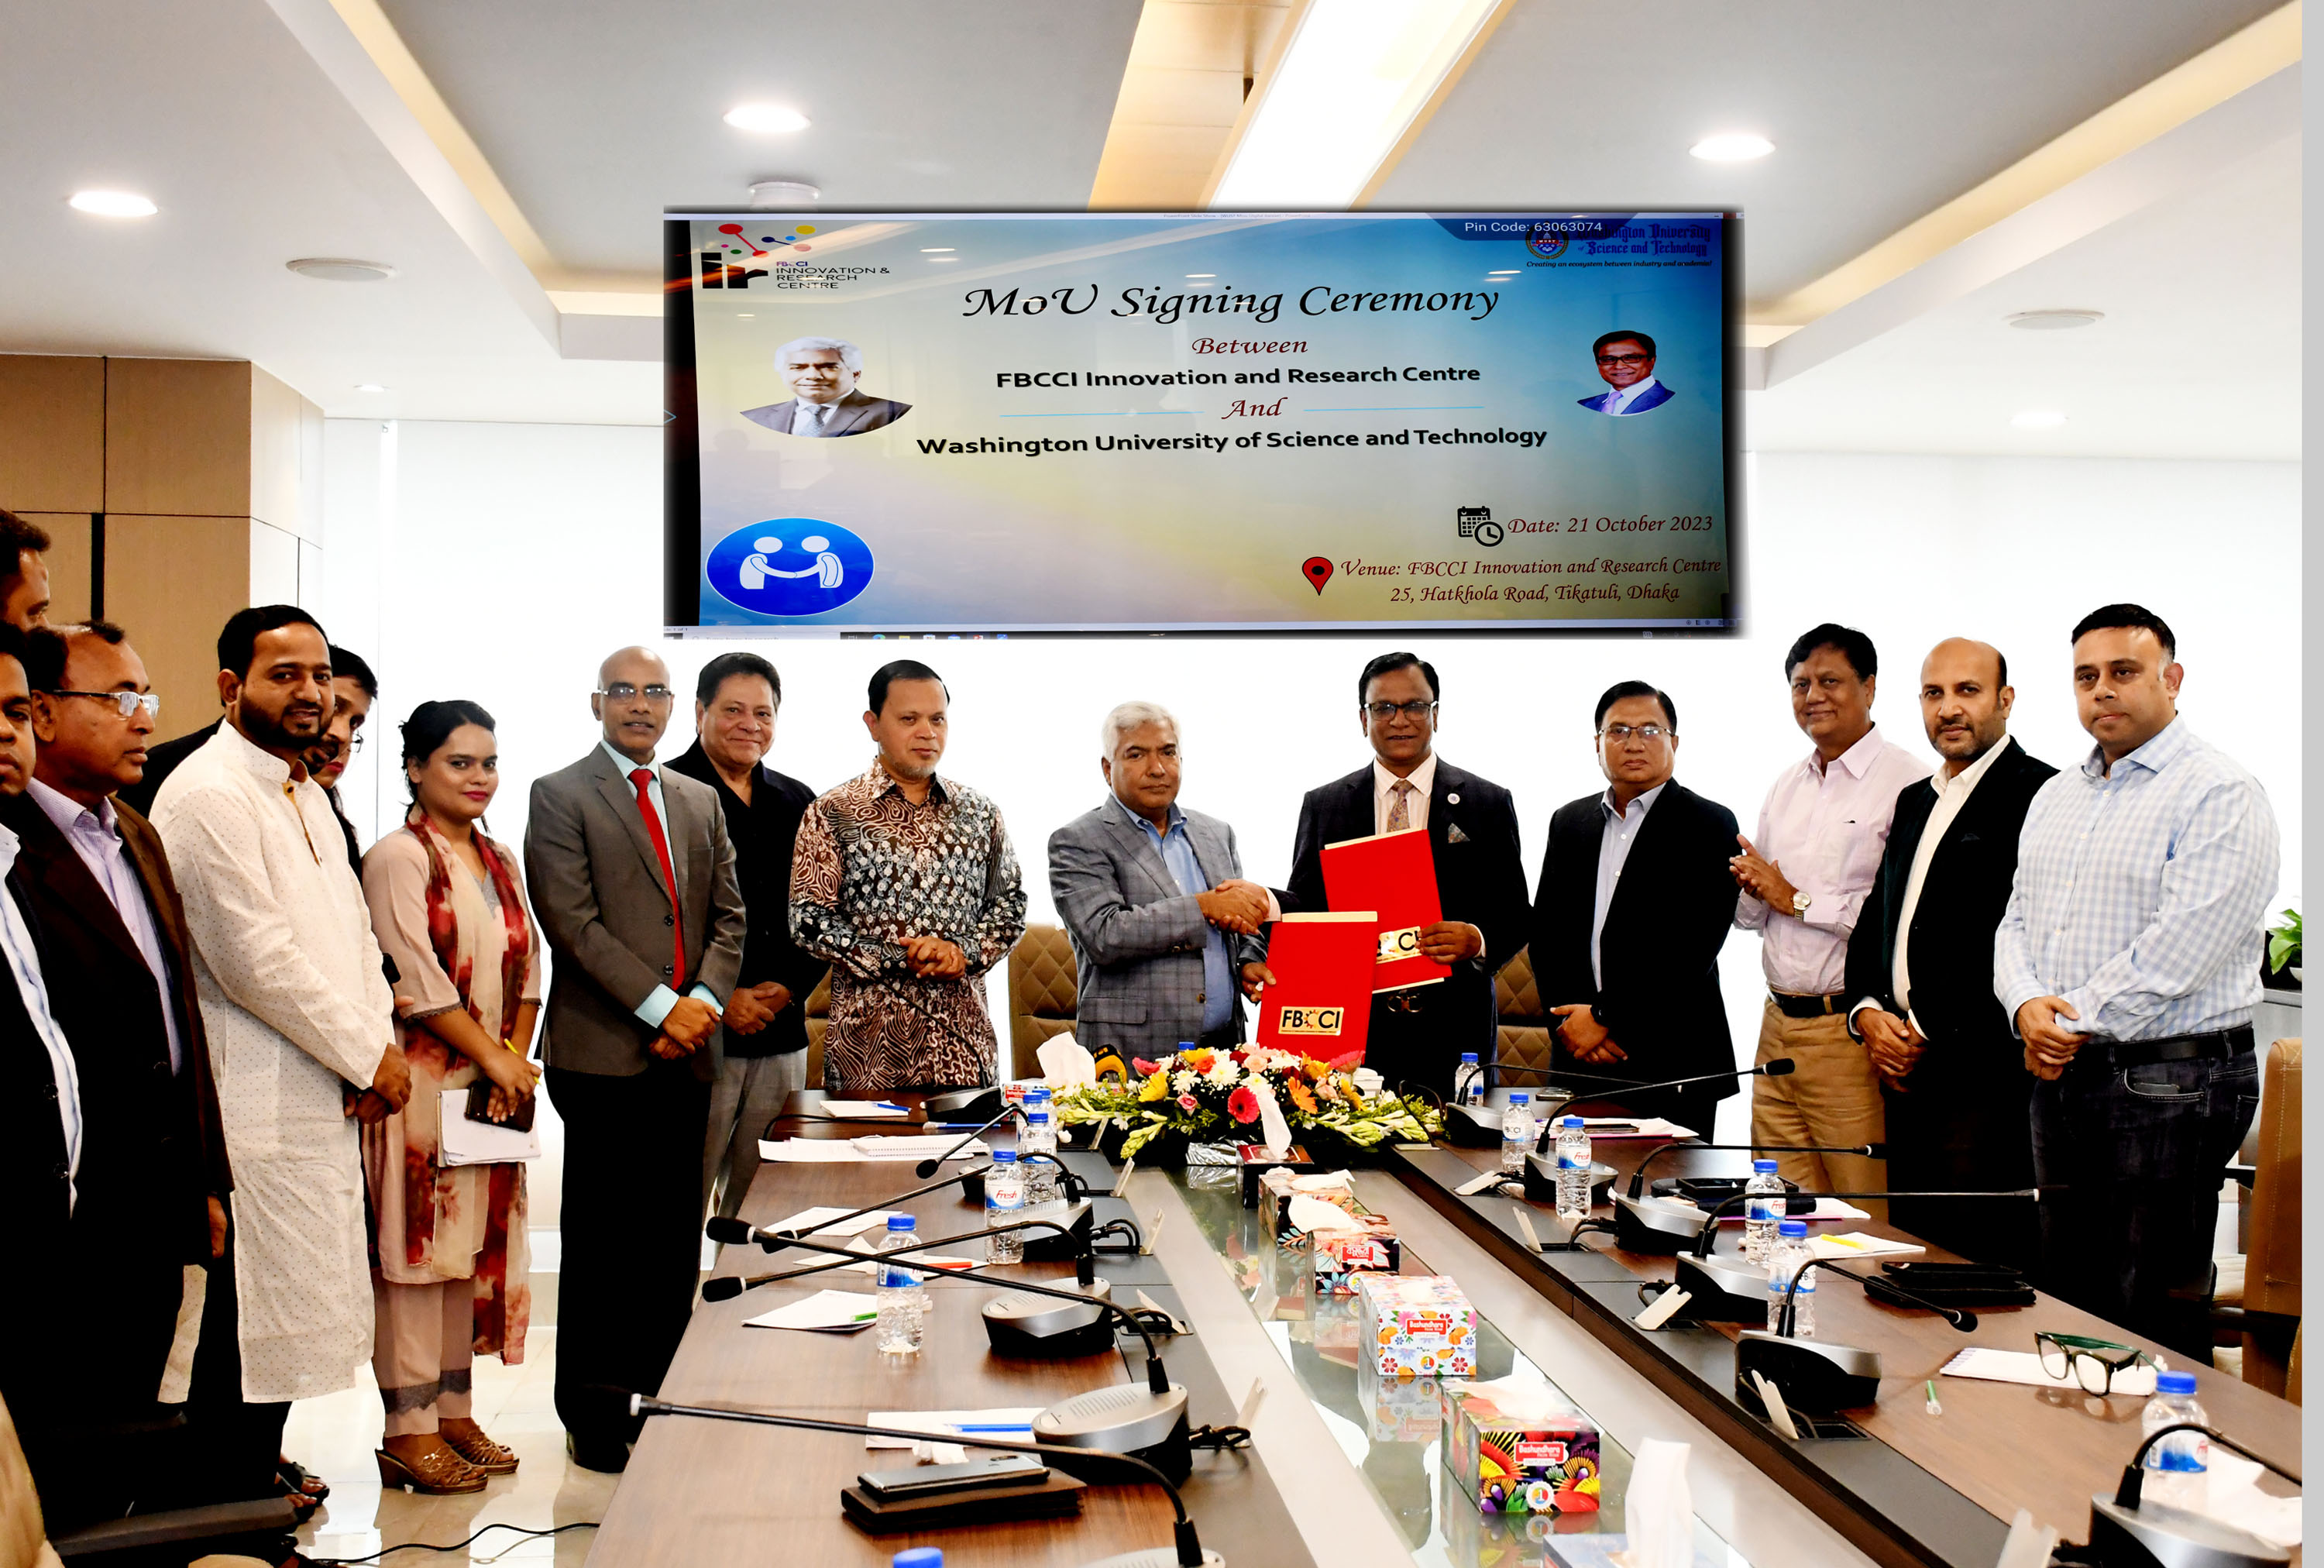 Pin Code: 63063074
FBCCI
INNOVATION &
RESEARCH
CENTRE
Washington University
of Science and Technology
Creating an ecosystem between industry and academia!
MoU Signing Ceremony
Between
FBCCI Innovation and Research Centre
And
Washington University of Science and Technology
Date: 21 October 2023
Venue: FBCCI Innovation and Research Centre
25, Hatkhola Road, Tikatuli, Dhaka
FBCCI
Fresh
Fresh
Bashundhara
Bashundhara